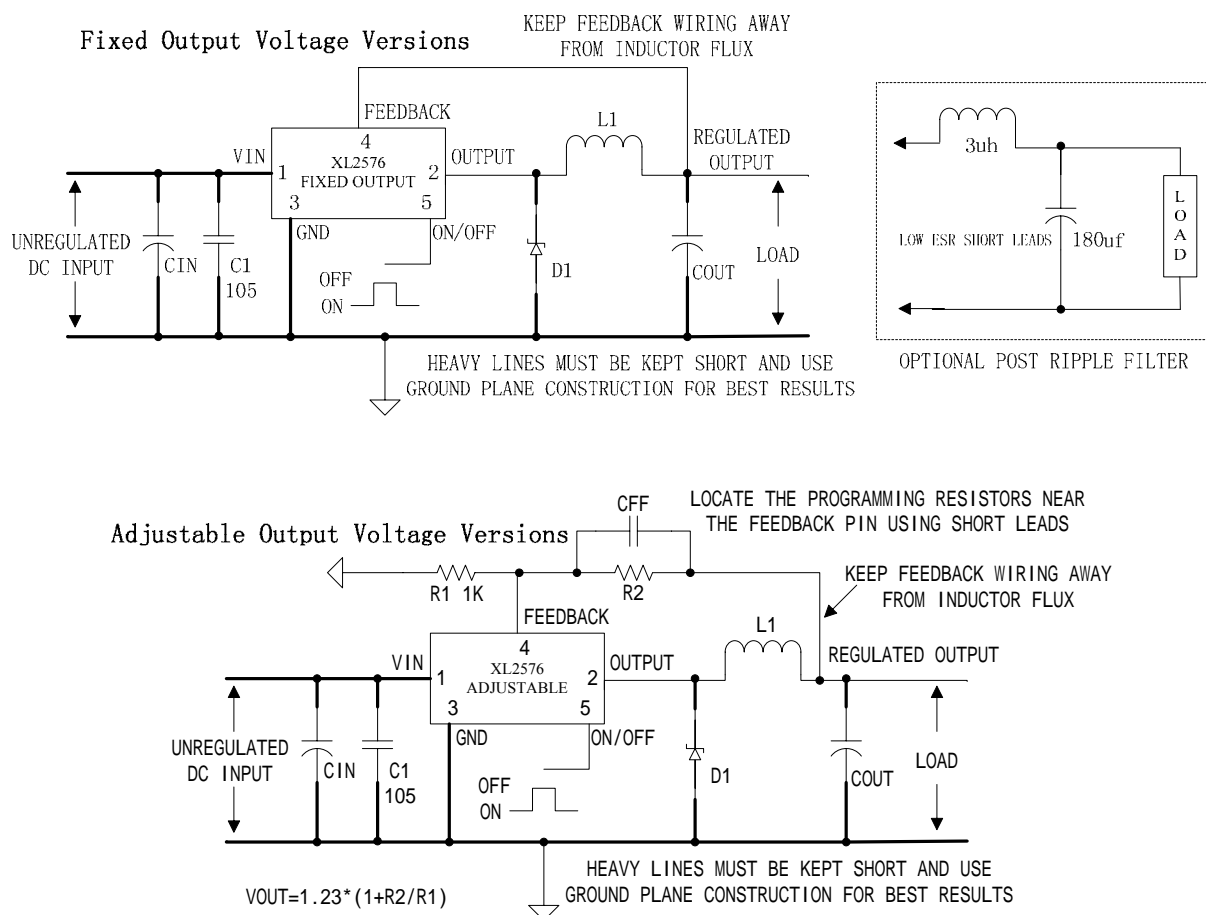 Fixed Output Voltage Versions
KEEP FEEDBACK WIRING AWAY
FROM INDUCTOR FLUX
FEEDBACK
4
L1
REGULATED
OUTPUT
VIN
1
XL2576
FIXED OUTPUT
2
OUTPUT
3
5
GND
ON/OFF
UNREGULATED
DC INPUT
CIN
C1
105
OFF
ON
D1
COUT
LOAD
HEAVY LINES MUST BE KEPT SHORT AND USE
GROUND PLANE CONSTRUCTION FOR BEST RESULTS
3uh
LOW ESR SHORT LEADS
180uf
LOAD
OPTIONAL POST RIPPLE FILTER
Adjustable Output Voltage Versions
CFF
LOCATE THE PROGRAMMING RESISTORS NEAR
THE FEEDBACK PIN USING SHORT LEADS
R1 1K
R2
KEEP FEEDBACK WIRING AWAY
FROM INDUCTOR FLUX
FEEDBACK
4
L1
REGULATED OUTPUT
VIN
1
XL2576
ADJUSTABLE
2
OUTPUT
3
5
GND
ON/OFF
UNREGULATED
DC INPUT
CIN
C1
105
OFF
ON
D1
COUT
LOAD
HEAVY LINES MUST BE KEPT SHORT AND USE
GROUND PLANE CONSTRUCTION FOR BEST RESULTS
VOUT=1.23*(1+R2/R1)